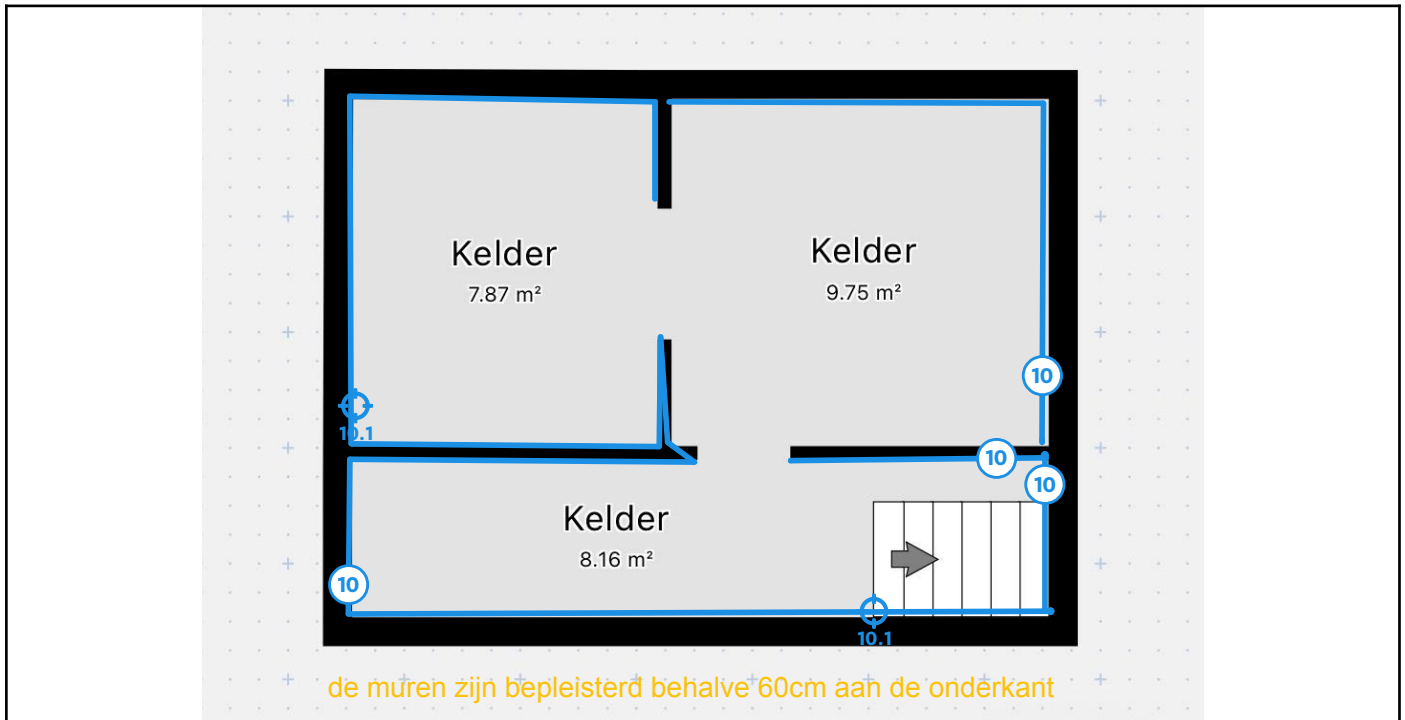 Kelder
7.87 m²
Kelder
9.75 m²
10
10.1
10
10
Kelder
8.16 m²
10
10.1
de muren zijn bepleisterd behalve 60cm aan de onderkant